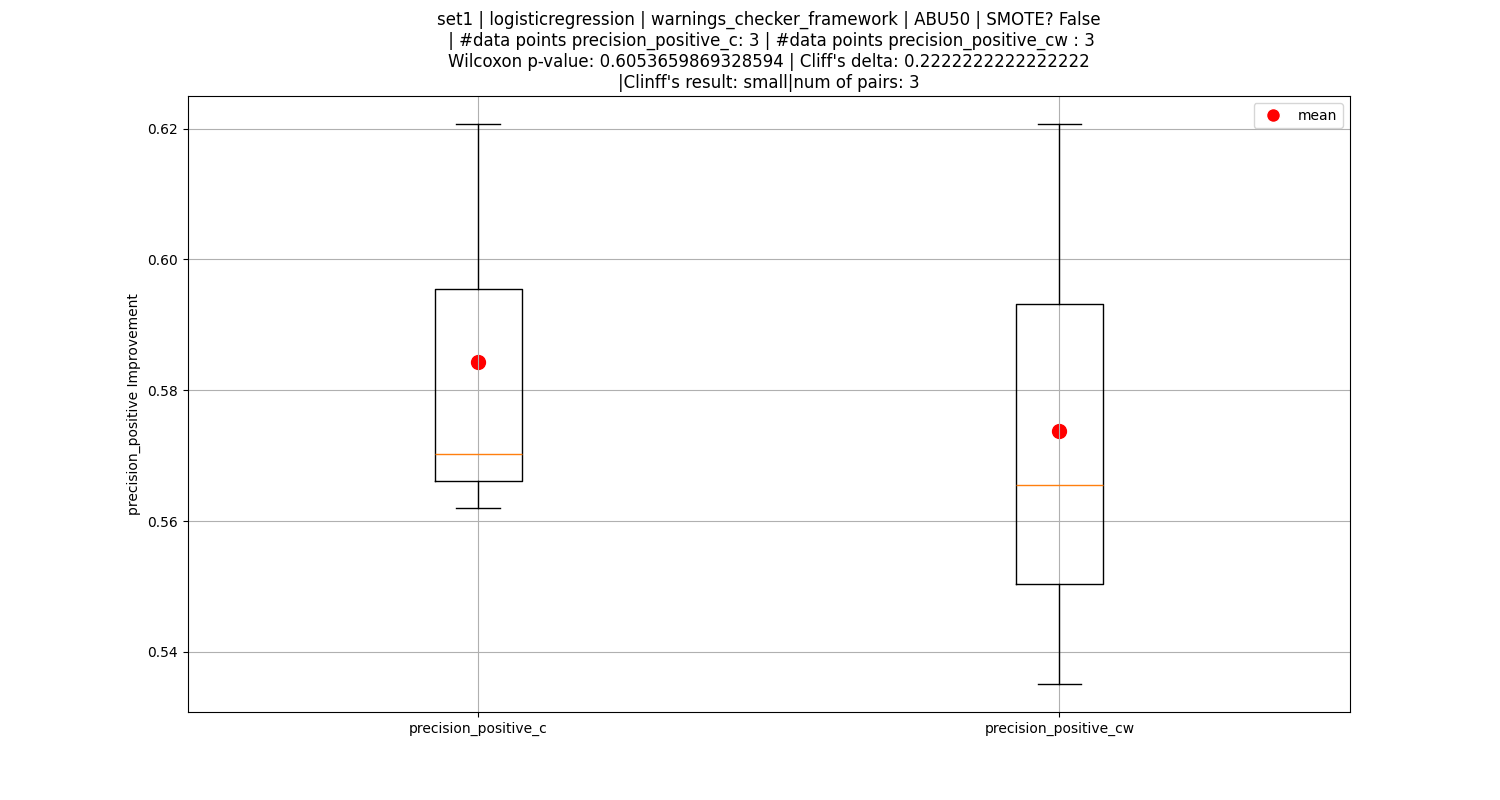 set1 | logisticregression | warnings_checker_framework | ABU50 | SMOTE? False
| #data points precision_positive_c: 3 | #data points precision_positive_cw : 3
Wilcoxon p-value: 0.6053659869328594 | Cliff's delta: 0.2222222222222222
|Clinff's result: small|num of pairs: 3
mean
0.62
0.60
0.58
0.56
0.54
precision_positive Improvement
precision_positive_c
precision_positive_cw